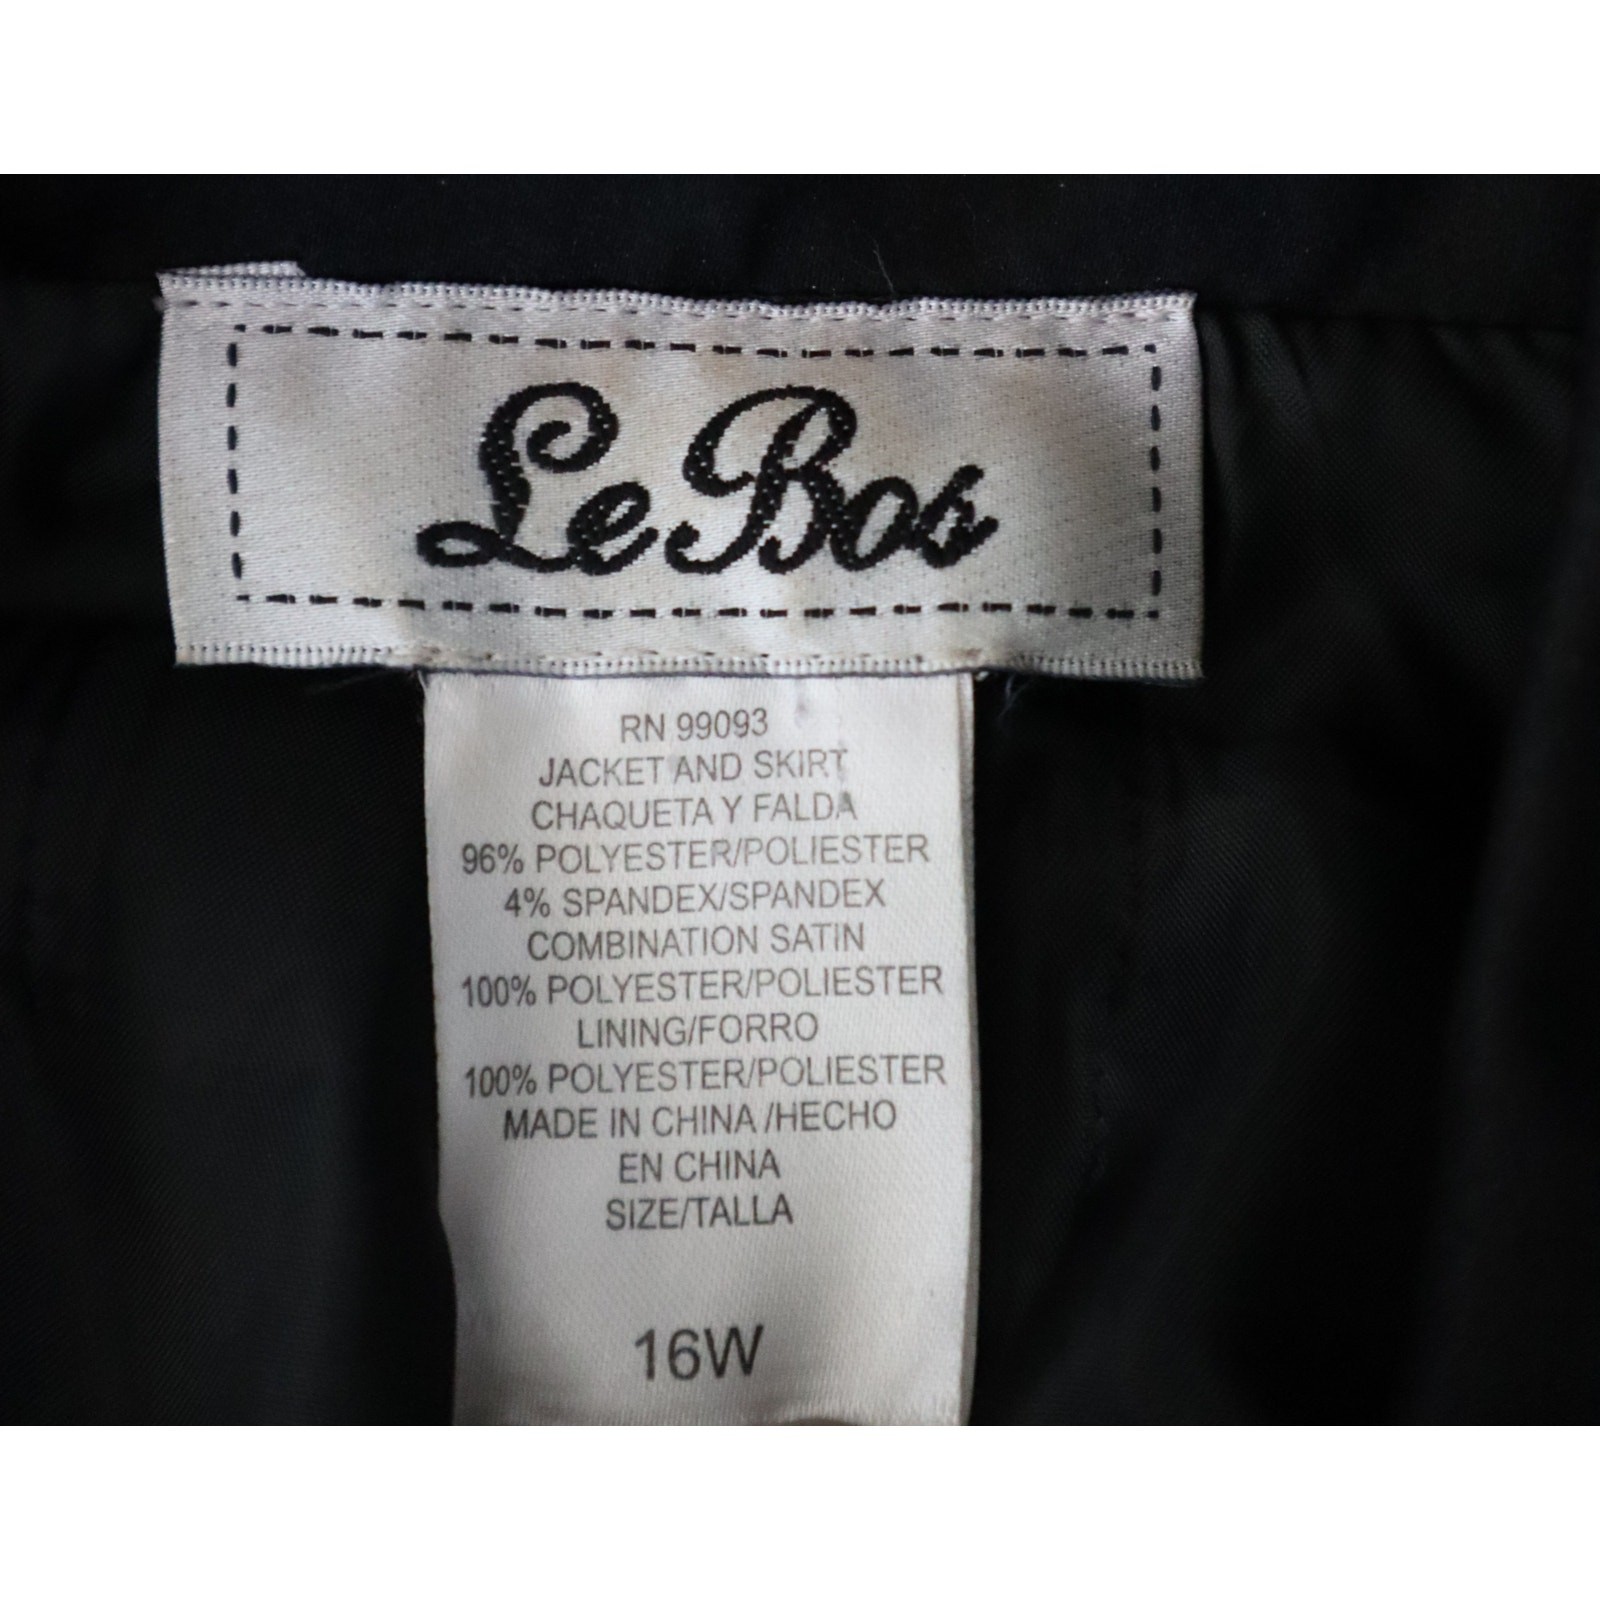 Le Bos
RN 99093
JACKET AND SKIRT
CHAQUETA Y FALDA
96% POLYESTER/POLIESTER
4% SPANDEX/SPANDEX
COMBINATION SATIN
100% POLYESTER/POLIESTER
LINING/FORRO
100% POLYESTER/POLIESTER
MADE IN CHINA /HECHO
EN CHINA
SIZE/TALLA
16W